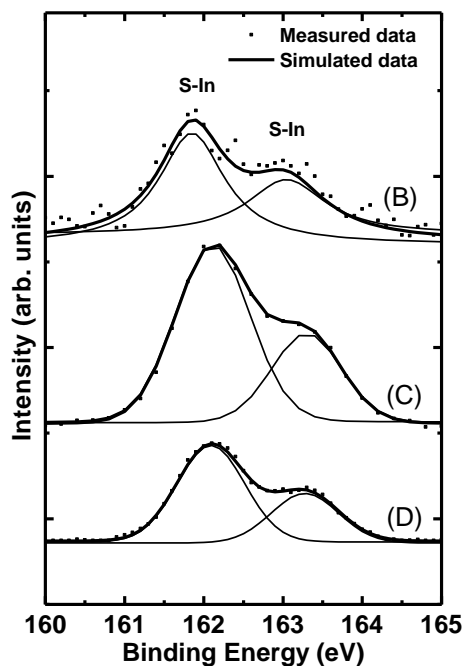 Measured data
Simulated data
S-In
S-In
(B)
(C)
(D)
Intensity (arb. units)
160 161 162 163 164 165
Binding Energy (eV)